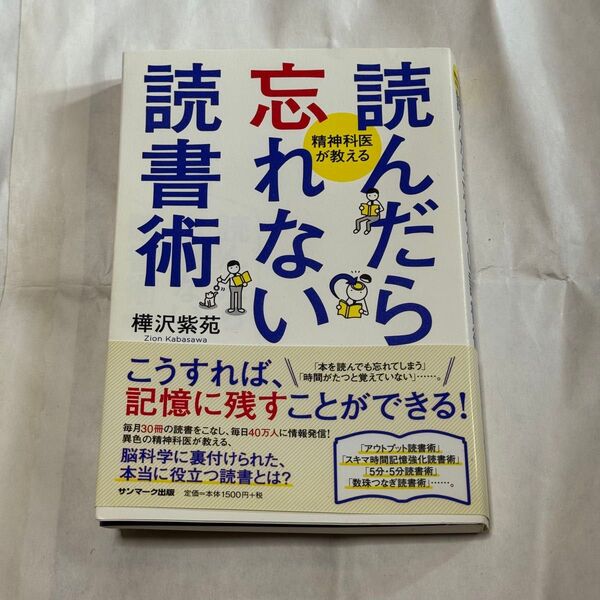 精神科医
が教える
読んだら
忘れない
読書術
樺沢紫苑
Zion Kabasawa
「本を読んでも忘れてしまう」
「時間がたつと覚えていない」……。
こうすれば、
記憶に残すことができる!
毎月30冊の読書をこなし、毎日40万人に情報発信!
異色の精神科医が教える、
脳科学に裏付けられた、
本当に役立つ読書とは?
「アウトプット読書術」
「スキマ時間記憶強化読書術」
「5分・5分読書術」
「数珠つなぎ読書術」……。
サンマーク出版 定価=本体1500円+税